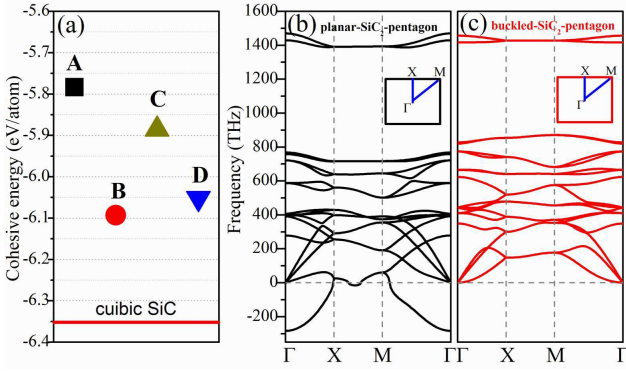 (a)
Cohesive energy (eV/atom)
-5.6
-5.7
-5.8
-5.9
-6.0
-6.1
-6.2
-6.3
-6.4
A
B
C
D
cuibic SiC
(b)
planar-SiC₂-pentagon
Frequency (THz)
1600
1400
1200
1000
800
600
400
200
0
-200
X M
Γ
Γ X M Γ
(c)
buckled-SiC₂-pentagon
X M
Γ
Γ X M Γ